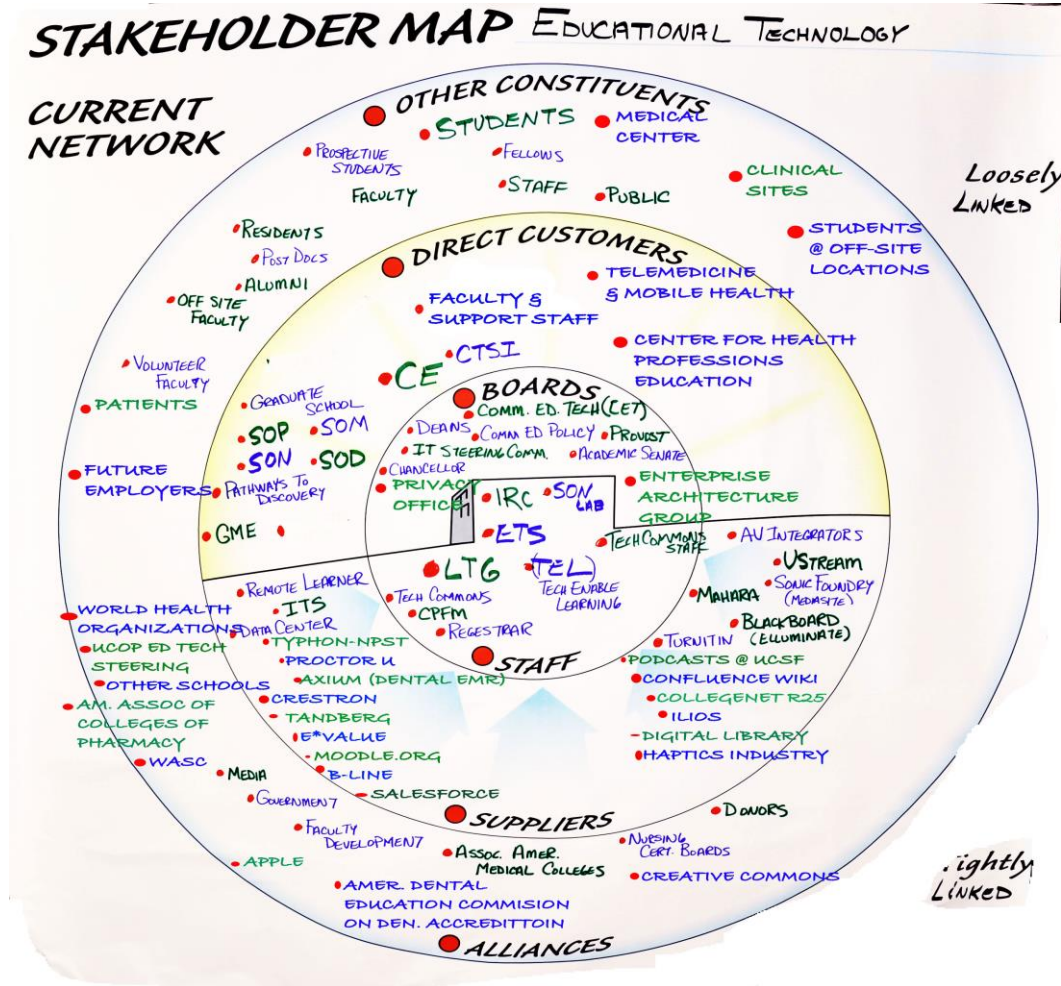 STAKEHOLDER MAP EDUCATIONAL TECHNOLOGY
CURRENT
NETWORK
OTHER CONSTITUENTS
STUDENTS
MEDICAL
CENTER
PROSPECTIVE
STUDENTS
FELLOWS
CLINICAL
SITES
FACULTY
STAFF
PUBLIC
Loosely
LINKED
RESIDENTS
POST DOCS
ALUMNI
OFF SITE
FACULTY
STUDENTS
@ OFF-SITE
LOCATIONS
VOLUNTEER
FACULTY
PATIENTS
FUTURE
EMPLOYERS
DIRECT CUSTOMERS
TELEMEDICINE
& MOBILE HEALTH
FACULTY &
SUPPORT STAFF
CTSI
CE
CENTER FOR HEALTH
PROFESSIONS
EDUCATION
GRADUATE
SCHOOL
SOP
SOM
SON
SOD
PATHWAYS TO
DISCOVERY
GME
BOARDS
COMM. ED. TECH (CET)
DEANS
COMM ED POLICY
PROVOST
IT STEERING COMM.
ACADEMIC SENATE
CHANCELLOR
PRIVACY
OFFICE
ENTERPRISE
ARCHITECTURE
GROUP
IRC
SON
LAB
ETS
TECH COMMONS
STAFF
LTG
(TEL)
TECH ENABLE
LEARNING
TECH COMMONS
CPFM
REGESTRAR
STAFF
REMOTE LEARNER
ITS
DATA CENTER
TYPHON-NPST
PROCTOR U
AXIUM (DENTAL EMR)
CRESTRON
TANDBERG
E*VALUE
MOODLE.ORG
B-LINE
SALESFORCE
AV INTEGRATORS
USTREAM
SONIC FOUNDRY
(MEDIASITE)
MAHARA
BLACKBOARD
(ELLUMINATE)
TURNITIN
PODCASTS @ UCSF
CONFLUENCE WIKI
COLLEGENET R25
ILIOS
DIGITAL LIBRARY
HAPTICS INDUSTRY
SUPPLIERS
WORLD HEALTH
ORGANIZATIONS
UCOP ED TECH
STEERING
OTHER SCHOOLS
AM. ASSOC OF
COLLEGES OF
PHARMACY
WASC
MEDIA
GOVERNMENT
FACULTY
DEVELOPMENT
APPLE
ASSOC. AMER.
MEDICAL COLLEGES
AMER. DENTAL
EDUCATION COMMISION
ON DEN. ACCREDITTOIN
DONORS
NURSING
CERT. BOARDS
CREATIVE COMMONS
ALLIANCES
ightly
LINKED